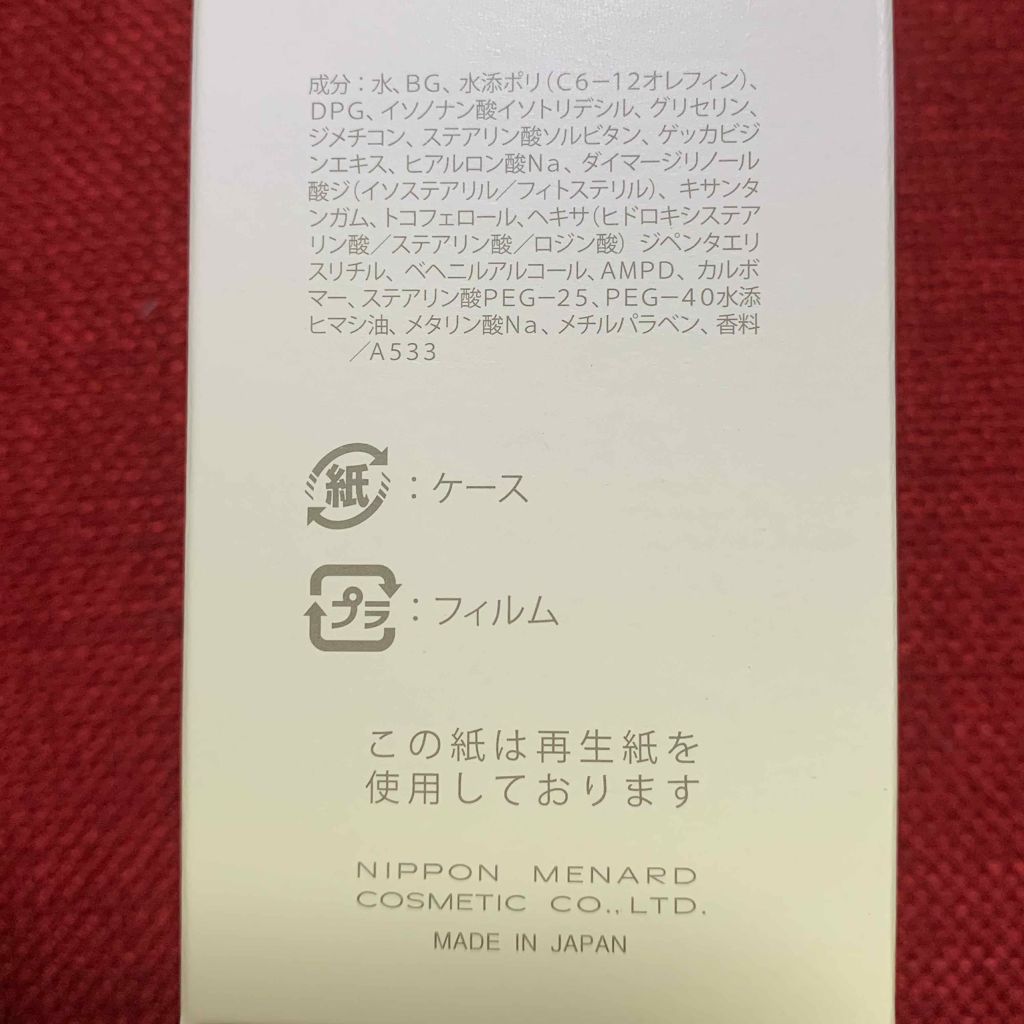 成分：水、BG、水添ポリ（C6－12オレフィン）、
DPG、イソノナン酸イソトリデシル、グリセリン、
ジメチコン、ステアリン酸ソルビタン、ゲッカビジ
ンエキス、ヒアルロン酸Na、ダイマージリノール
酸ジ（イソステアリル／フィトステリル）、キサンタ
ンガム、トコフェロール、ヘキサ（ヒドロキシステア
リン酸／ステアリン酸／ロジン酸）ジペンタエリ
スリチル、ベヘニルアルコール、AMPD、カルボ
マー、ステアリン酸PEG－25、PEG－40水添
ヒマシ油、メタリン酸Na、メチルパラベン、香料
／A533
紙：ケース
プラ：フィルム
この紙は再生紙を
使用しております
NIPPON MENARD
COSMETIC CO.,LTD.
MADE IN JAPAN